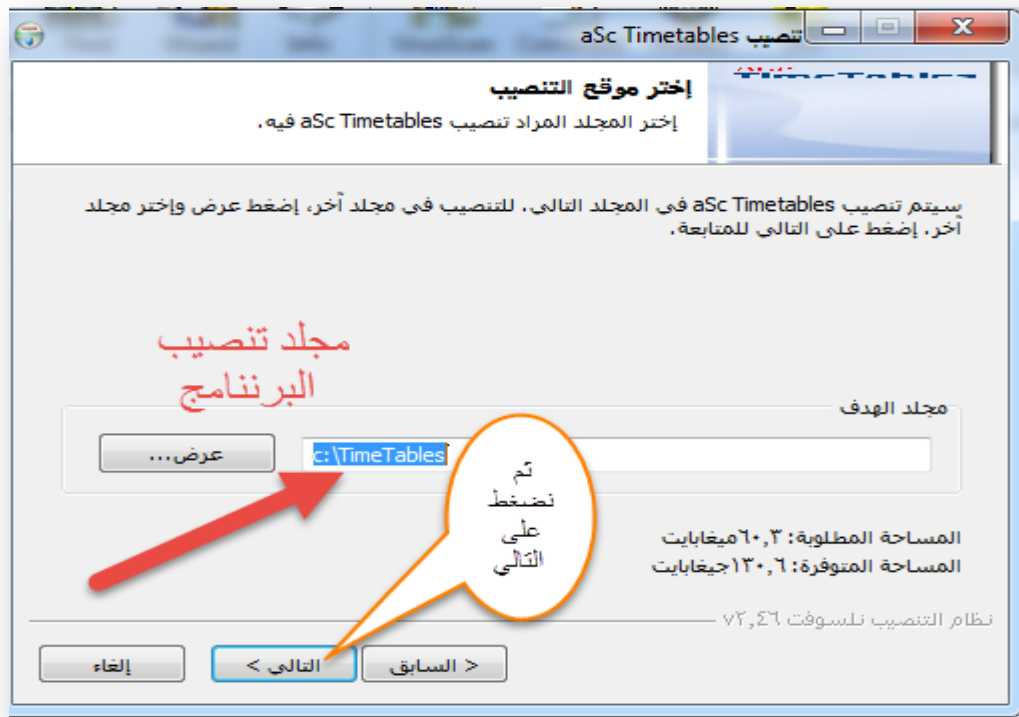 تنصيب aSc Timetables
TimeTables
إختر موقع التنصيب
إختر المجلد المراد تنصيب aSc Timetables فيه.
سيتم تنصيب aSc Timetables في المجلد التالي. للتنصيب في مجلد آخر، إضغط عرض وإختر مجلد
آخر. إضغط على التالي للمتابعة.
مجلد تنصيب
البرننامج
مجلد الهدف
c:\TimeTables
عرض...
ثم
نضغط
على
التالي
المساحة المطلوبة: ٦٠,٣ميغابايت
المساحة المتوفرة: ١٣٠,٦جيغابايت
نظام التنصيب نلسوفت ٧٢,٤٦
< السابق
التالي >
إلغاء